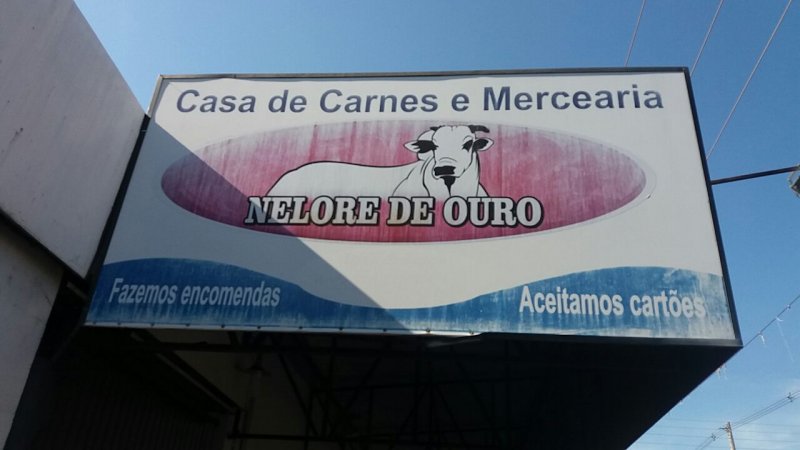 Casa de Carnes e Mercearia
NELORE DE OURO
Fazemos encomendas
Aceitamos cartões